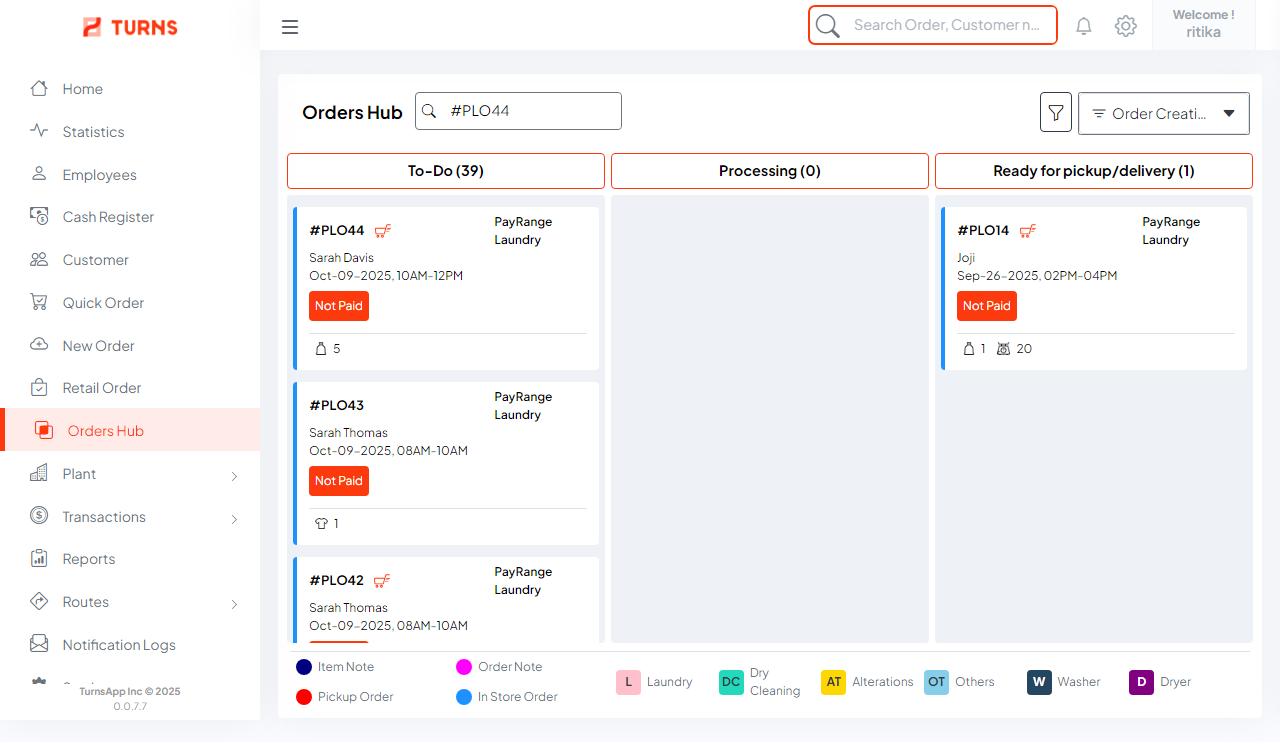 TURNS
Search Order, Customer n...
Welcome !
ritika
Home
Statistics
Employees
Cash Register
Customer
Quick Order
New Order
Retail Order
Orders Hub
Plant
Transactions
Reports
Routes
Notification Logs
TurnsApp Inc © 2025
0.0.7.7
Orders Hub
#PLO44
Order Creati...
To-Do (39)
Processing (0)
Ready for pickup/delivery (1)
#PLO44
PayRange
Laundry
Sarah Davis
Oct-09-2025, 10AM-12PM
Not Paid
5
#PLO43
PayRange
Laundry
Sarah Thomas
Oct-09-2025, 08AM-10AM
Not Paid
1
#PLO42
PayRange
Laundry
Sarah Thomas
Oct-09-2025, 08AM-10AM
#PLO14
PayRange
Laundry
Joji
Sep-26-2025, 02PM-04PM
Not Paid
1 20
Item Note
Order Note
Pickup Order
In Store Order
L Laundry
DC Dry
Cleaning
AT Alterations
OT Others
W Washer
D Dryer